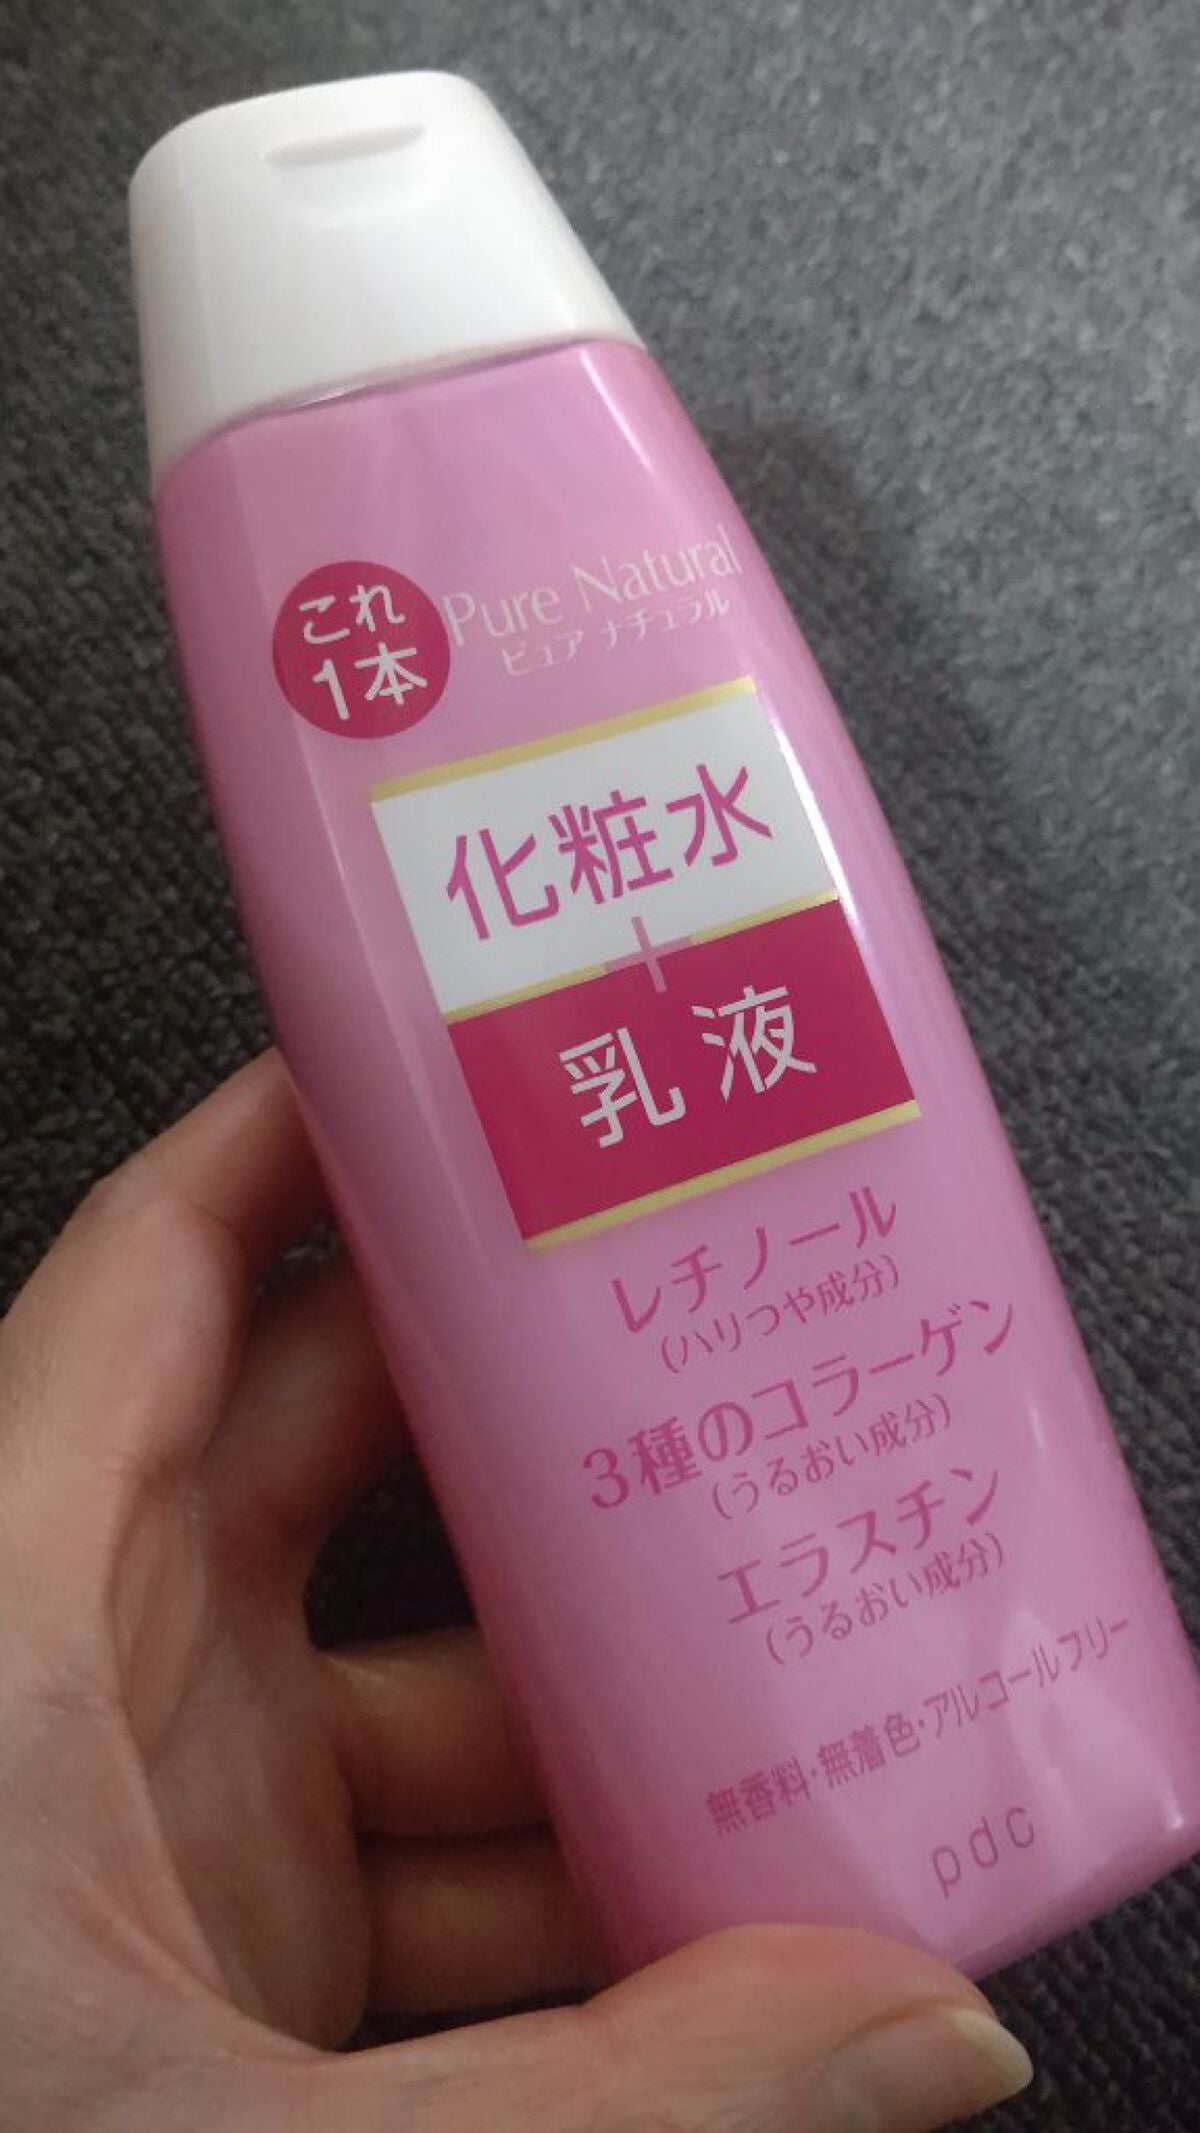 これ
1本
Pure Natural
ピュア ナチュラル
化粧水
+
乳液
レチノール
(ハリつや成分)
3種のコラーゲン
(うるおい成分)
エラスチン
(うるおい成分)
無香料・無着色・アルコールフリー
pdc